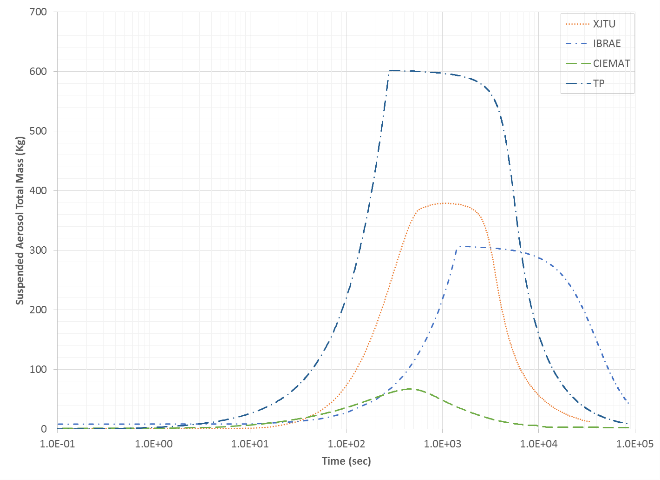 700
600
500
400
300
200
100
0
Suspended Aerosol Total Mass (Kg)
XJTU
IBRAE
CIEMAT
TP
1.0E-01 1.0E+00 1.0E+01 1.0E+02 1.0E+03 1.0E+04 1.0E+05
Time (sec)